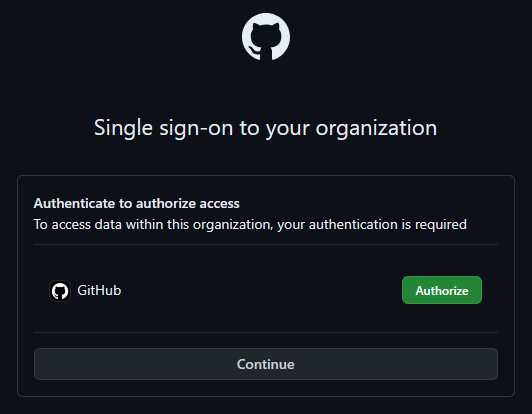 Single sign-on to your organization
Authenticate to authorize access
To access data within this organization, your authentication is required
GitHub
Authorize
Continue